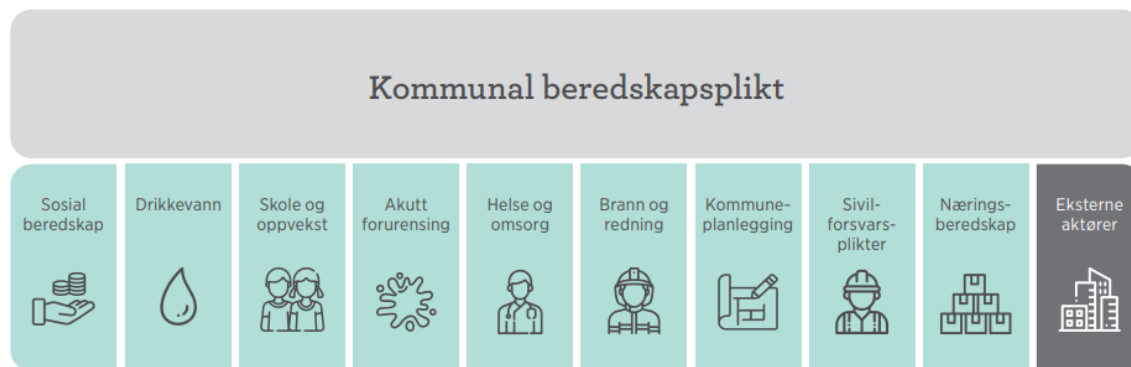 Kommunal beredskapsplikt
Sosial
beredskap
Drikkevann
Skole og
oppvekst
Akutt
forurensing
Helse og
omsorg
Brann og
redning
Kommune-
planlegging
Sivil-
forsvars-
plikter
Nærings-
beredskap
Eksterne
aktører